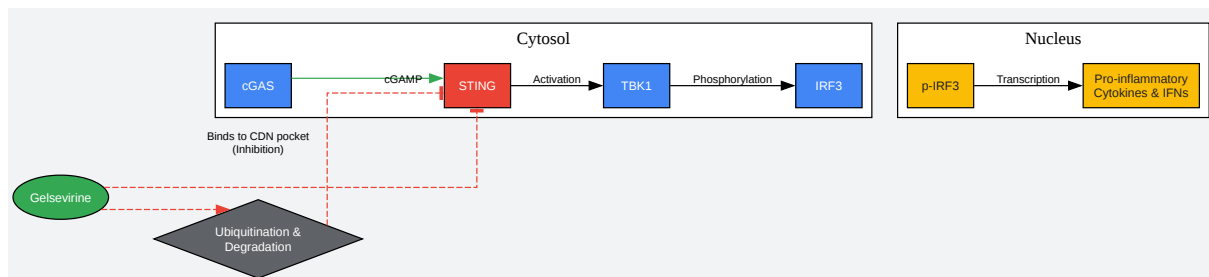 Cytosol
Nucleus
cGAS
cGAMP
STING
Activation
TBK1
Phosphorylation
IRF3
p-IRF3
Transcription
Pro-inflammatory
Cytokines & IFNs
Binds to CDN pocket
(Inhibition)
Gelsevirine
Ubiquitination &
Degradation